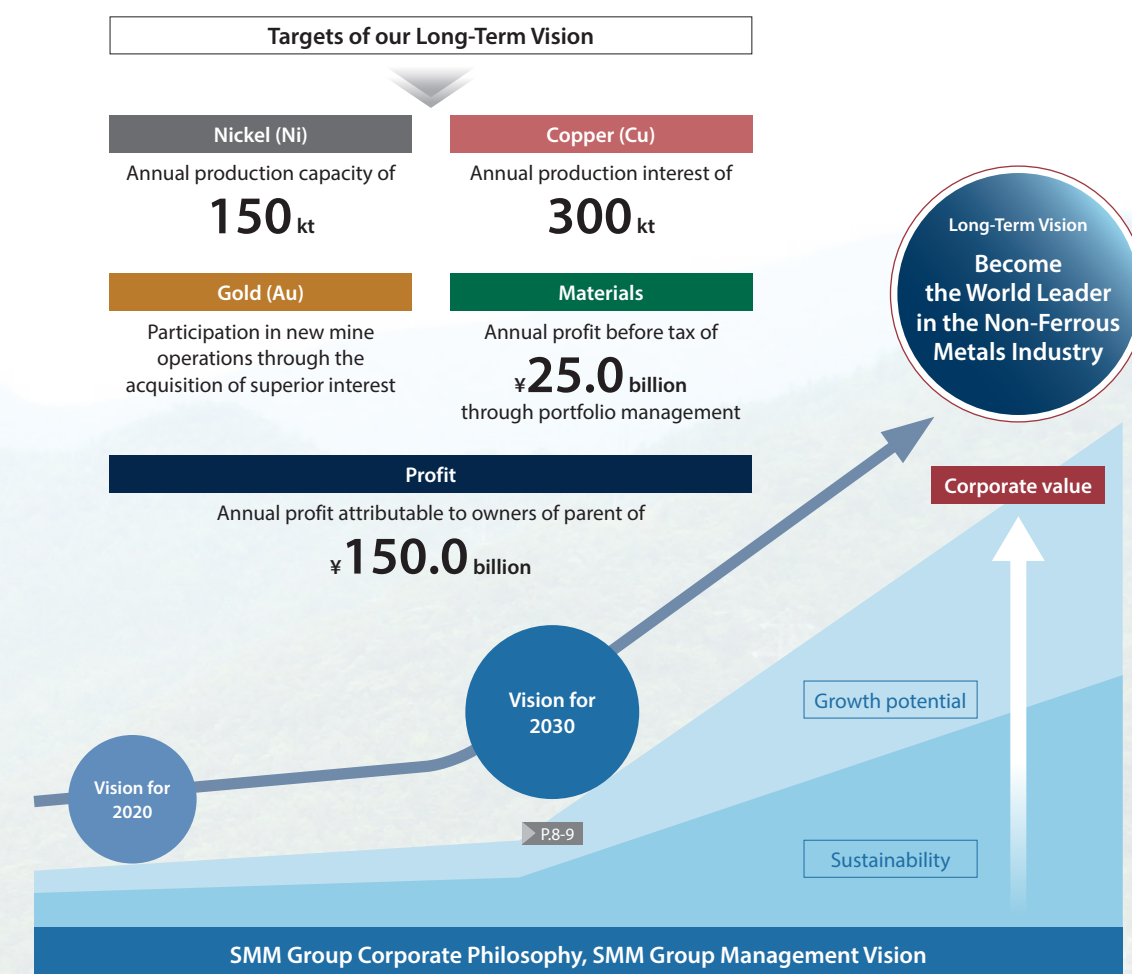 Targets of our Long-Term Vision
Nickel (Ni)
Annual production capacity of
150 kt
Copper (Cu)
Annual production interest of
300 kt
Gold (Au)
Participation in new mine
operations through the
acquisition of superior interest
Materials
Annual profit before tax of
¥25.0 billion
through portfolio management
Profit
Annual profit attributable to owners of parent of
¥150.0 billion
Long-Term Vision
Become
the World Leader
in the Non-Ferrous
Metals Industry
Corporate value
Vision for
2030
Growth potential
Vision for
2020
P.8-9
Sustainability
SMM Group Corporate Philosophy, SMM Group Management Vision